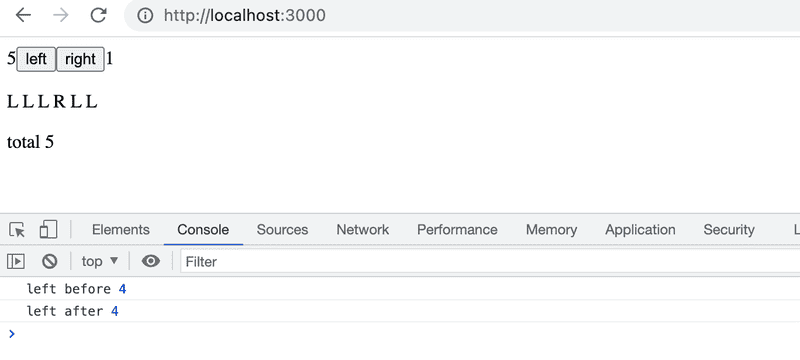 http://localhost:3000
5 left right 1
L L L R L L
total 5
Elements Console Sources Network Performance Memory Application Security L
top ▼ Filter
left before 4
left after 4
>